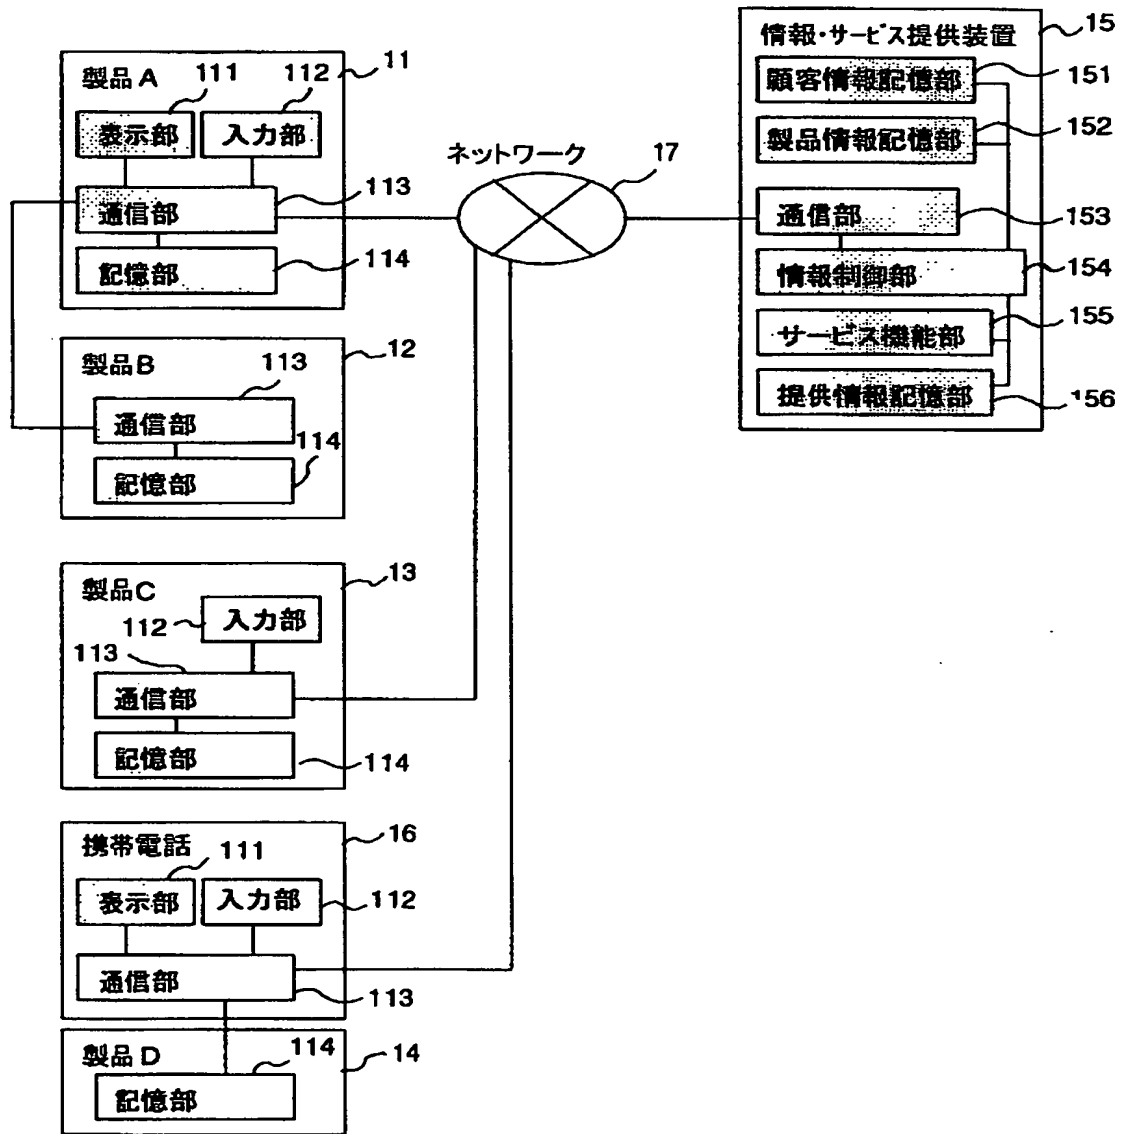 製品A
11
111
112
表示部
入力部
通信部
113
記憶部
114
製品B
12
113
通信部
114
記憶部
製品C
13
112
入力部
113
通信部
記憶部
114
携帯電話
16
111
表示部
入力部
112
通信部
113
製品D
14
114
記憶部
ネットワーク
17
情報・サービス提供装置
15
顧客情報記憶部
151
製品情報記憶部
152
通信部
153
情報制御部
154
サービス機能部
155
提供情報記憶部
156